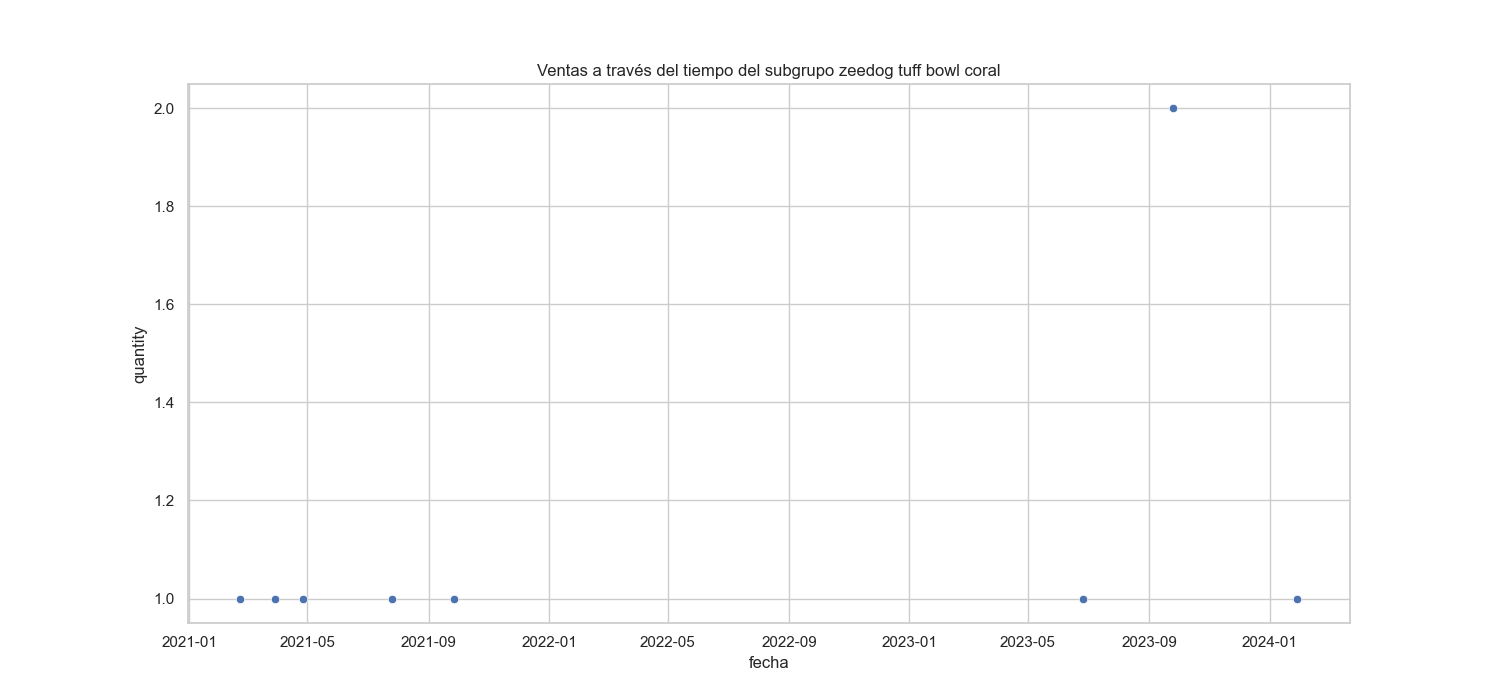 Ventas a través del tiempo del subgrupo zeedog tuff bowl coral
2.0
1.8
1.6
1.4
1.2
1.0
quantity
2021-01 2021-05 2021-09 2022-01 2022-05 2022-09 2023-01 2023-05 2023-09 2024-01
fecha